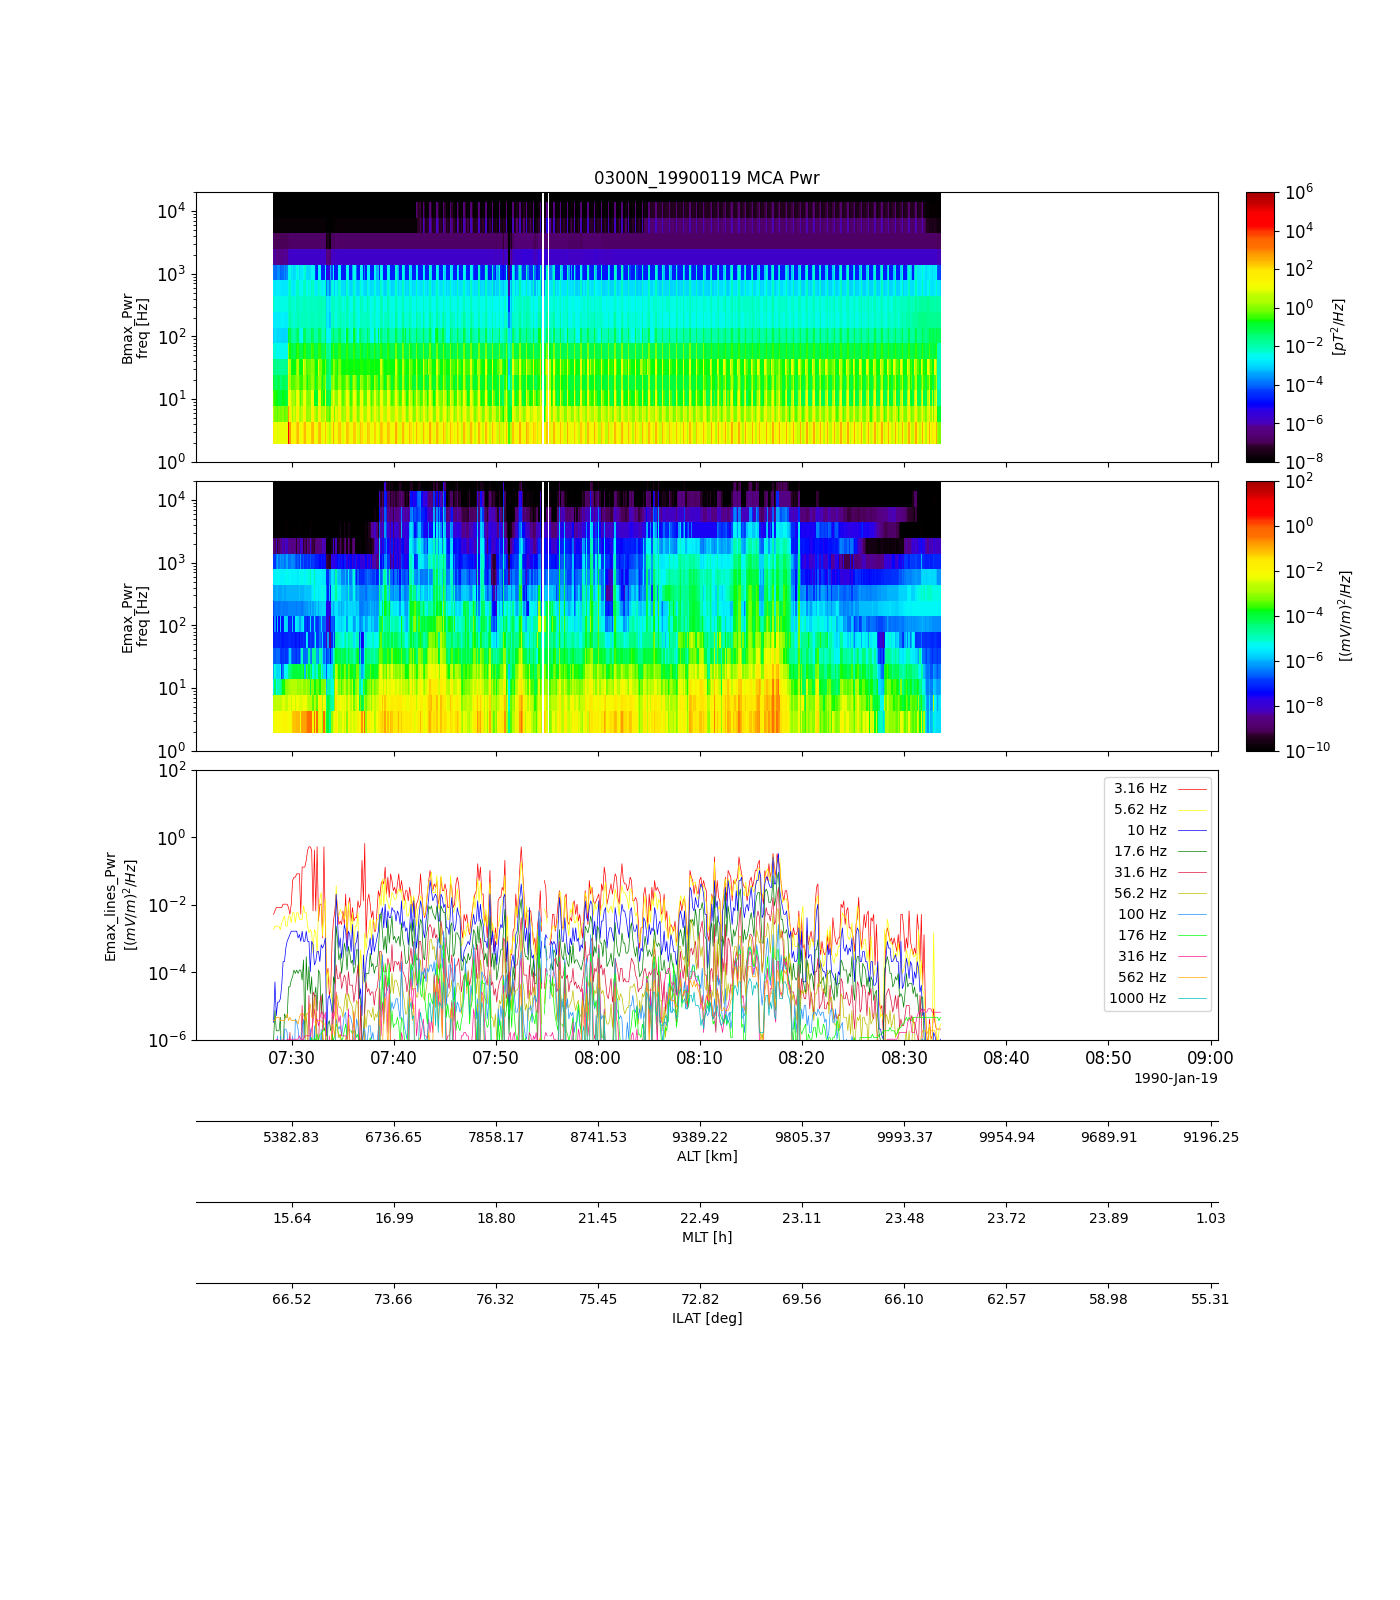 0300N_19900119 MCA Pwr
Bmax_Pwr
freq [Hz]
10^4
10^3
10^2
10^1
10^0
10^6
10^4
10^2
10^0
10^-2
10^-4
10^-6
10^-8
[pT^2/Hz]
Emax_Pwr
freq [Hz]
10^4
10^3
10^2
10^1
10^0
10^2
10^0
10^-2
10^-4
10^-6
10^-8
10^-10
[(mV/m)^2/Hz]
Emax_lines_Pwr
[(mV/m)^2/Hz]
10^2
10^0
10^-2
10^-4
10^-6
3.16 Hz
5.62 Hz
10 Hz
17.6 Hz
31.6 Hz
56.2 Hz
100 Hz
176 Hz
316 Hz
562 Hz
1000 Hz
07:30 07:40 07:50 08:00 08:10 08:20 08:30 08:40 08:50 09:00
1990-Jan-19
5382.83 6736.65 7858.17 8741.53 9389.22 9805.37 9993.37 9954.94 9689.91 9196.25
ALT [km]
15.64 16.99 18.80 21.45 22.49 23.11 23.48 23.72 23.89 1.03
MLT [h]
66.52 73.66 76.32 75.45 72.82 69.56 66.10 62.57 58.98 55.31
ILAT [deg]